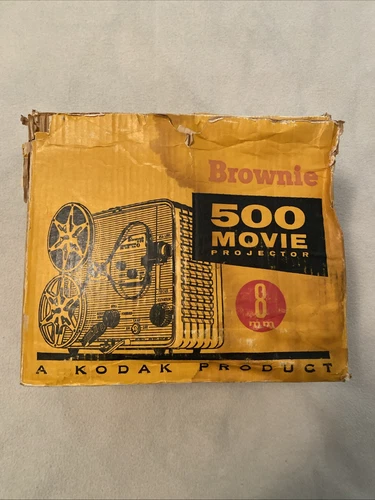 Brownie
500
MOVIE
PROJECTOR
8
mm
A KODAK PRODUCT